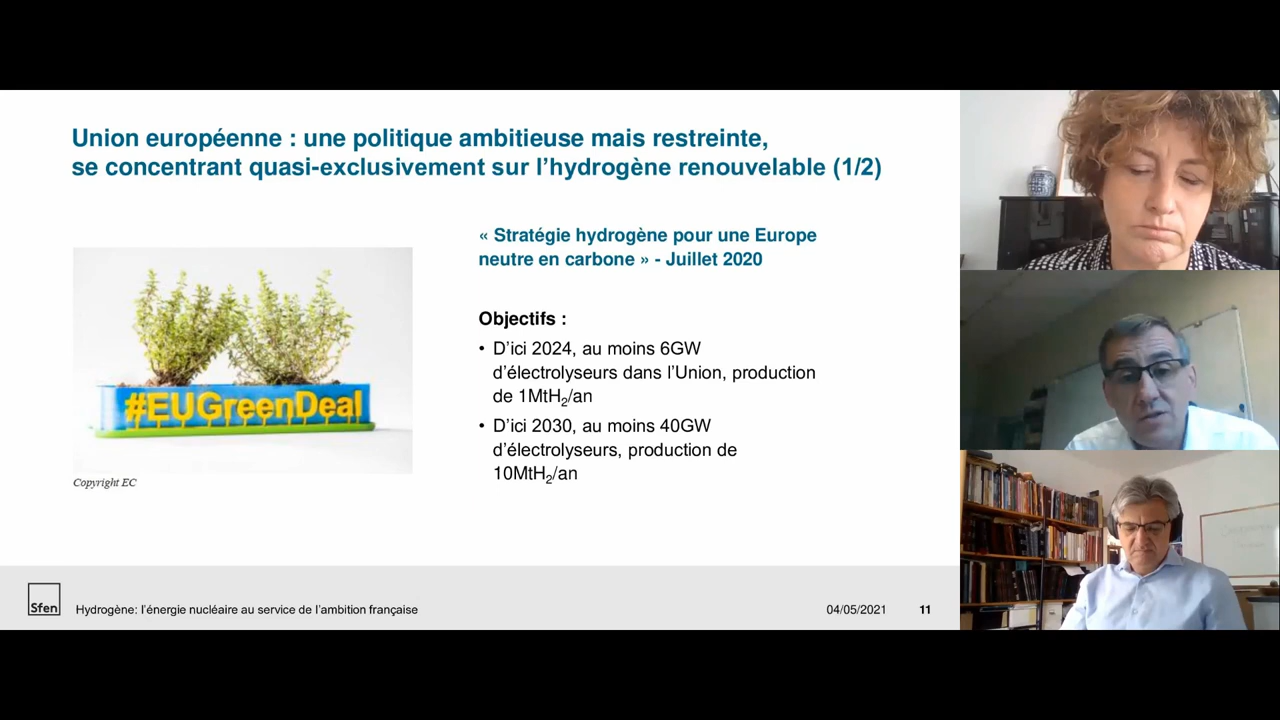 Union européenne : une politique ambitieuse mais restreinte,
se concentrant quasi-exclusivement sur l’hydrogène renouvelable (1/2)
« Stratégie hydrogène pour une Europe
neutre en carbone » - Juillet 2020
#EUGreenDeal
Copyright EC
Objectifs :
• D’ici 2024, au moins 6GW
d’électrolyseurs dans l’Union, production
de 1MtH₂/an
• D’ici 2030, au moins 40GW
d’électrolyseurs, production de
10MtH₂/an
Sfen
Hydrogène: l’énergie nucléaire au service de l’ambition française
04/05/2021
11